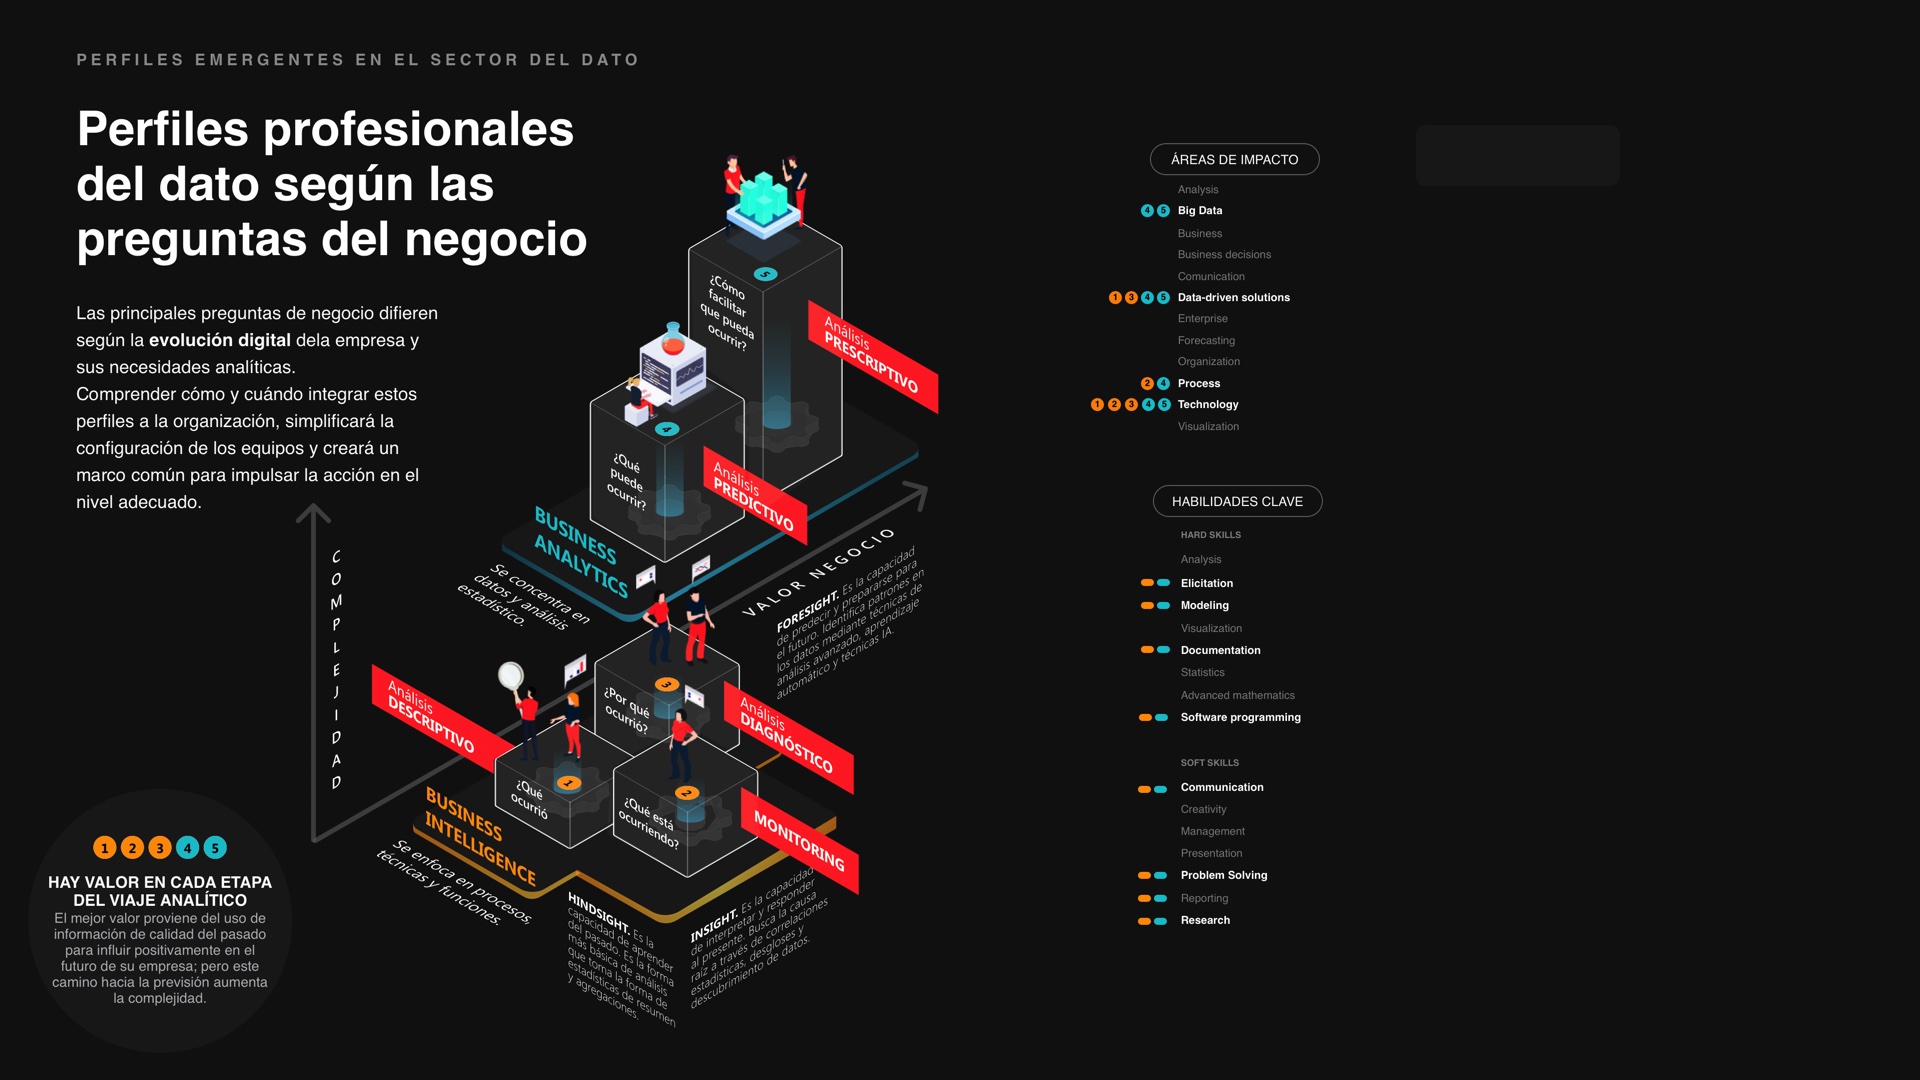 PERFILES EMERGENTES EN EL SECTOR DEL DATO
Perfiles profesionales
del dato según las
preguntas del negocio
Las principales preguntas de negocio difieren
según la evolución digital dela empresa y
sus necesidades analíticas.
Comprender cómo y cuándo integrar estos
perfiles a la organización, simplificará la
configuración de los equipos y creará un
marco común para impulsar la acción en el
nivel adecuado.
COMPLEJIDAD
VALOR NEGOCIO
5
¿Cómo
facilitar
que pueda
ocurrir?
Análisis
PRESCRIPTIVO
4
¿Qué
puede
ocurrir?
Análisis
PREDICTIVO
BUSINESS
ANALYTICS
Se concentra en
datos y análisis
estadístico.
FORESIGHT. Es la capacidad
de predecir y prepararse para
el futuro. Identifica patrones en
los datos mediante técnicas de
análisis avanzado, aprendizaje
automático y técnicas IA.
3
¿Por qué
ocurrió?
Análisis
DIAGNÓSTICO
Análisis
DESCRIPTIVO
1
¿Qué
ocurrió
2
¿Qué está
ocurriendo?
MONITORING
BUSINESS
INTELLIGENCE
Se enfoca en procesos,
técnicas y funciones.
HINDSIGHT. Es la
capacidad de aprender
del pasado. Es la forma
más básica de análisis
que toma la forma de
estadísticas de resumen
y agregaciones.
INSIGHT. Es la capacidad
de interpretar y responder
al presente. Busca la causa
raíz a través de correlaciones
estadísticas, desgloses y
descubrimiento de datos.
1 2 3 4 5
HAY VALOR EN CADA ETAPA
DEL VIAJE ANALÍTICO
El mejor valor proviene del uso de
información de calidad del pasado
para influir positivamente en el
futuro de su empresa; pero este
camino hacia la previsión aumenta
la complejidad.
ÁREAS DE IMPACTO
Analysis
4 5 Big Data
Business
Business decisions
Comunication
1 3 4 5 Data-driven solutions
Enterprise
Forecasting
Organization
2 4 Process
1 2 3 4 5 Technology
Visualization
HABILIDADES CLAVE
HARD SKILLS
Analysis
Elicitation
Modeling
Visualization
Documentation
Statistics
Advanced mathematics
Software programming
SOFT SKILLS
Communication
Creativity
Management
Presentation
Problem Solving
Reporting
Research